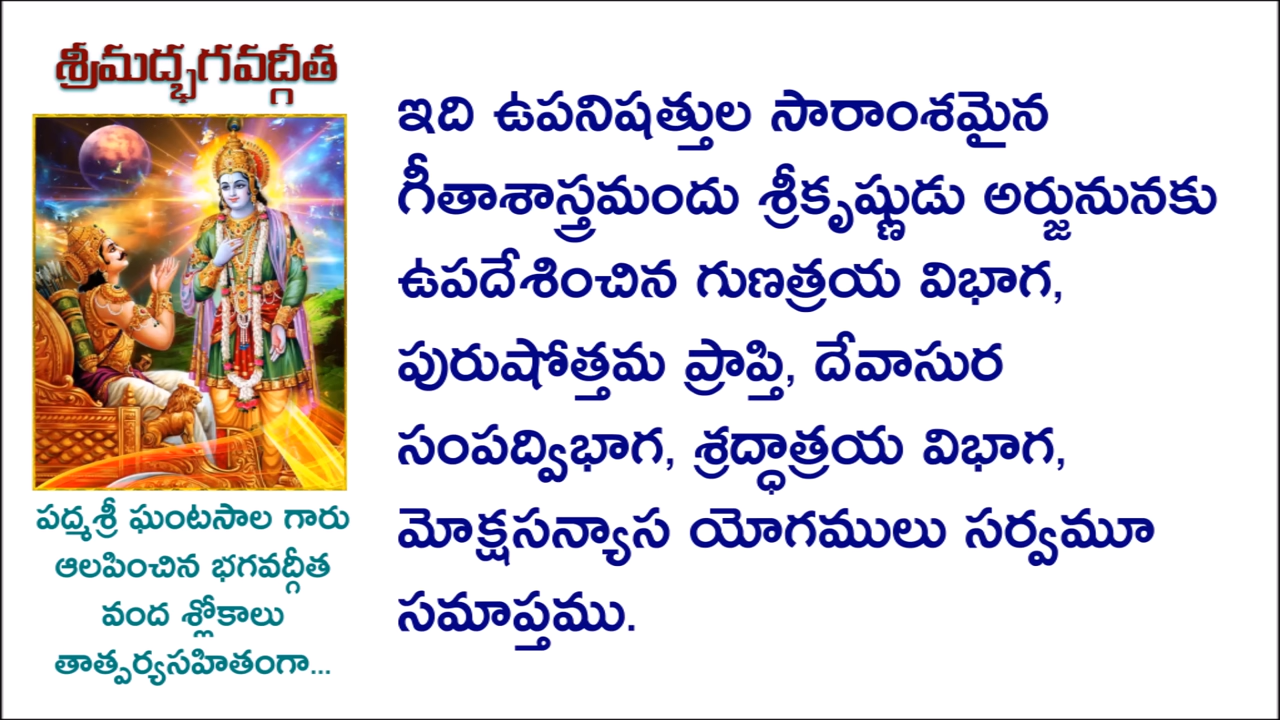 శ్రీమద్భగవద్గీత
పద్మశ్రీ ఘంటసాల గారు
ఆలపించిన భగవద్గీత
వంద శ్లోకాలు
తాత్పర్యసహితంగా...
ఇది ఉపనిషత్తుల సారాంశమైన
గీతాశాస్త్రమందు శ్రీకృష్ణుడు అర్జునునకు
ఉపదేశించిన గుణత్రయ విభాగ,
పురుషోత్తమ ప్రాప్తి, దేవాసుర
సంపద్విభాగ, శ్రద్ధాత్రయ విభాగ,
మోక్షసన్యాస యోగములు సర్వమూ
సమాప్తము.